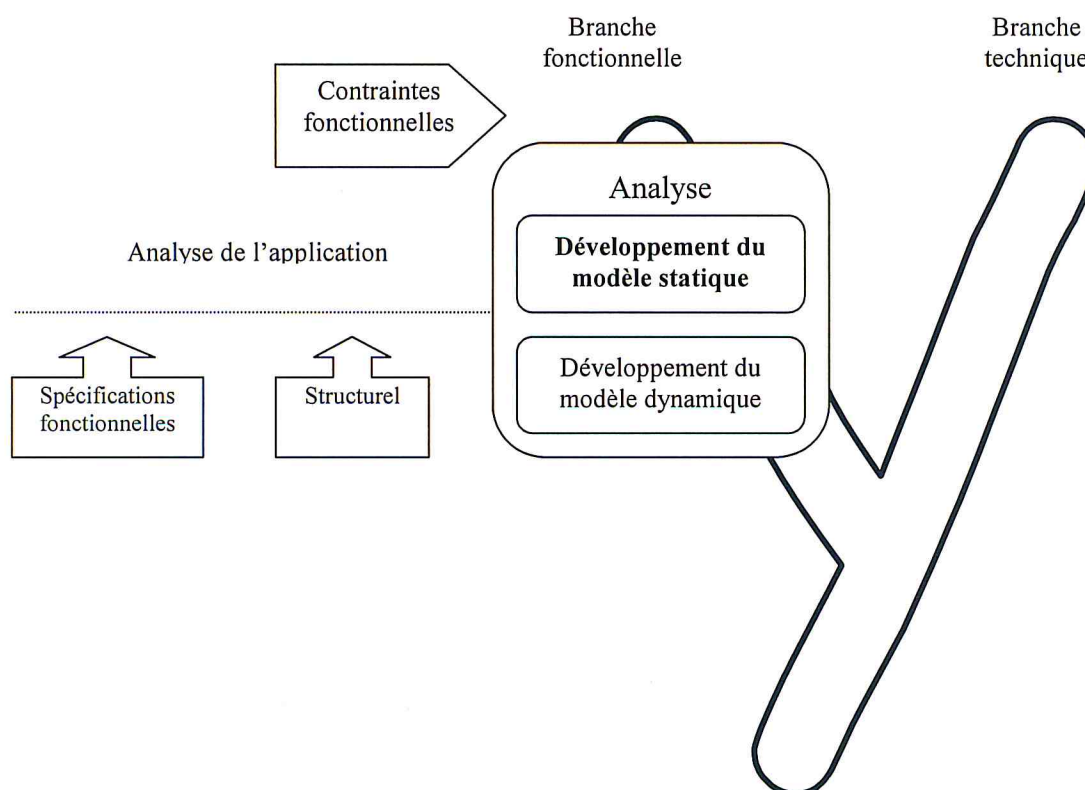 Branche
fonctionnelle
Branche
technique
Contraintes
fonctionnelles
Analyse
Développement du
modèle statique
Analyse de l'application
Développement du
modèle dynamique
Spécifications
fonctionnelles
Structurel